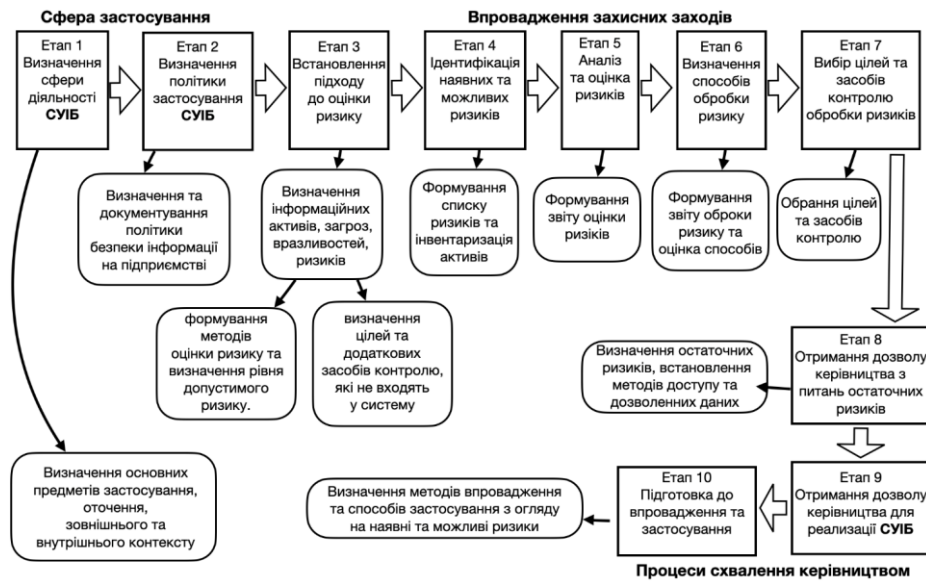 Сфера застосування
Впровадження захисних заходів
Етап 1
Визначення
сфери
діяльності
СУІБ
Етап 2
Визначення
політики
застосування
СУІБ
Етап 3
Встановлення
підходу
до оцінки
ризику
Етап 4
Ідентифікація
наявних та
можливих
ризиків
Етап 5
Аналіз
та оцінка
ризиків
Етап 6
Визначення
способів
обробки
ризику
Етап 7
Вибір цілей та
засобів
контролю
обробки ризиків
Визначення та
документування
політики
безпеки інформації
на підприємстві
Визначення
інформаційних
активів, загроз,
вразливостей,
ризиків
Формування
списку
ризиків та
інвентаризація
активів
Формування
звіту оцінки
ризіків
Формування
звіту оброки
ризику та
оцінка способів
Обрання цілей
та засобів
контролю
формування
методів
оцінки ризику та
визначення рівня
допустимого
ризику.
визначення
цілей та
додаткових
засобів контролю,
які не входять
у систему
Визначення остаточних
ризиків, встановлення
методів доступу та
дозволенних даних
Етап 8
Отримання дозволу
керівництва з
питань остаточних
ризиків
Визначення основних
предметів застосування,
оточення,
зовнішнього та
внутрішнього контексту
Визначення методів впровадження
та способів застосування з огляду
на наявні та можливі ризики
Етап 10
Підготовка до
впровадження та
застосування
Етап 9
Отримання дозволу
керівництва для
реалізації СУІБ
Процеси схвалення керівництвом